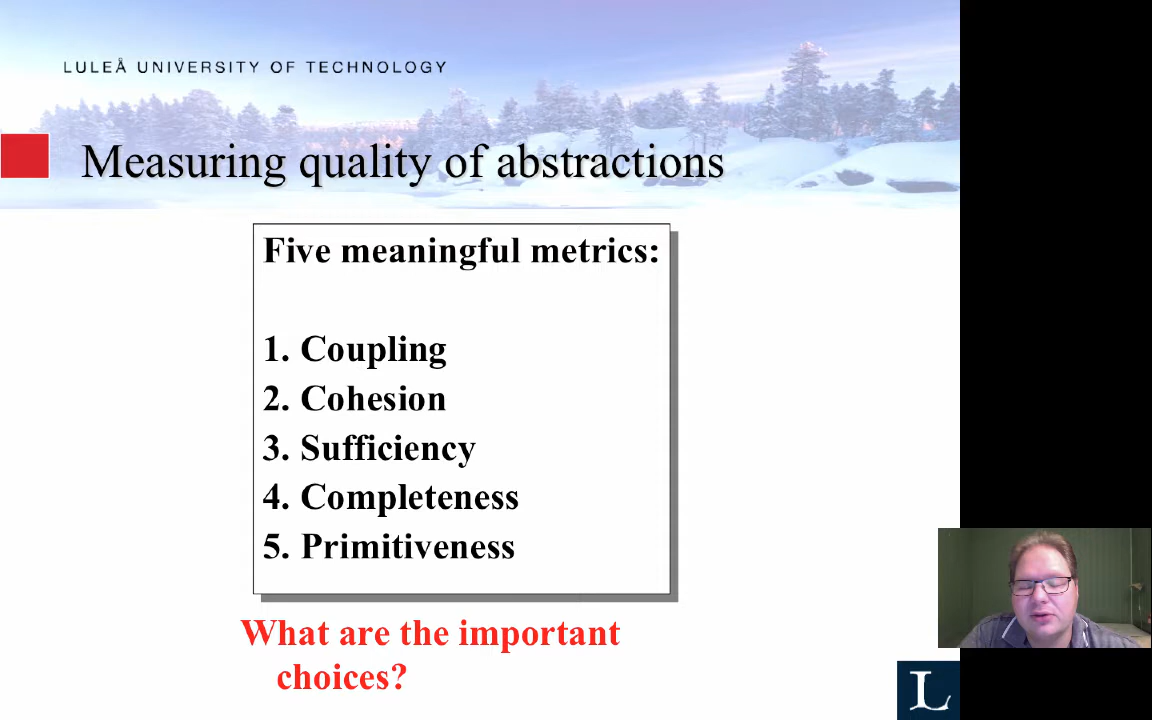 LULEÅ UNIVERSITY OF TECHNOLOGY
Measuring quality of abstractions
Five meaningful metrics:
1. Coupling
2. Cohesion
3. Sufficiency
4. Completeness
5. Primitiveness
What are the important
choices?
L